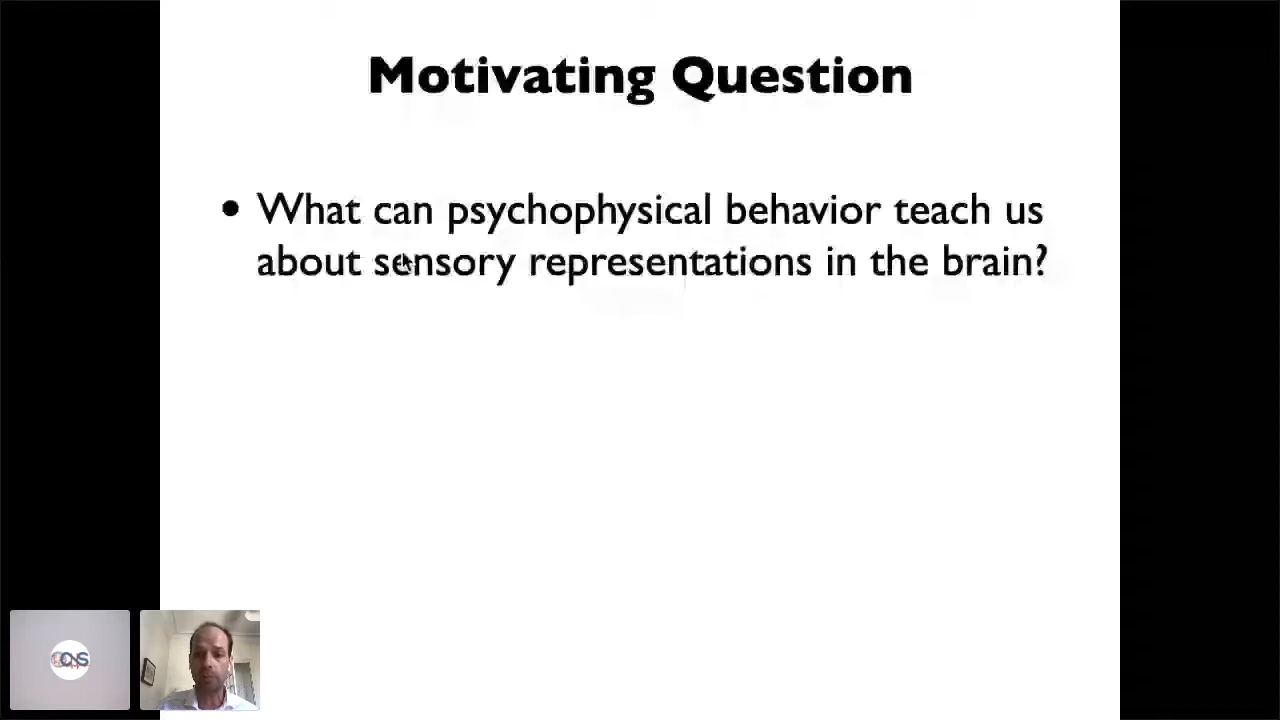 Motivating Question
• What can psychophysical behavior teach us
about sensory representations in the brain?